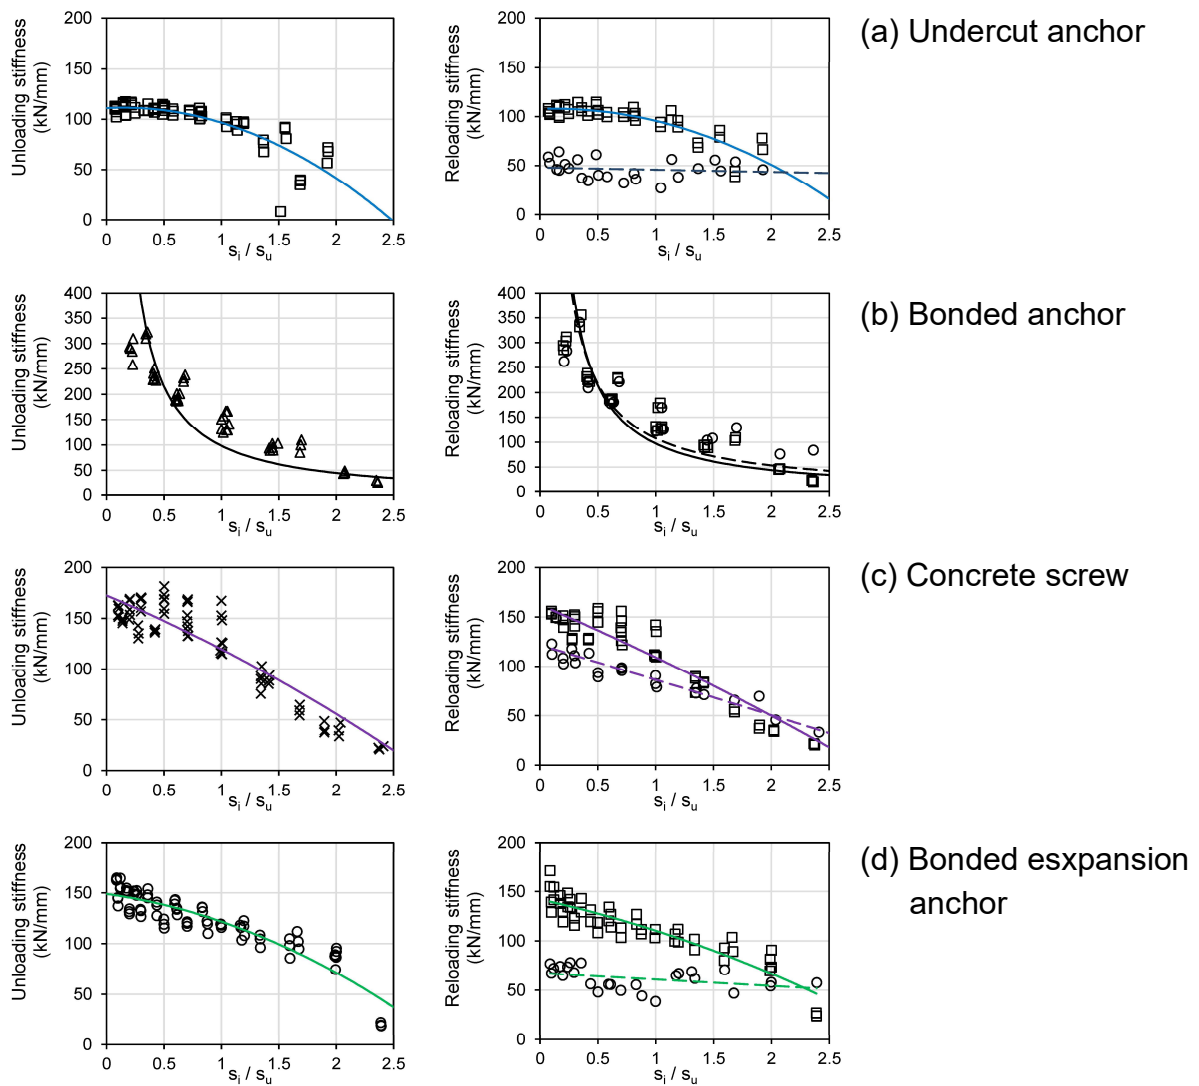 200
150
100
50
0
0 0.5 1 1.5 2 2.5
Unloading stiffness
(kN/mm)
si / su
200
150
100
50
0
0 0.5 1 1.5 2 2.5
Reloading stiffness
(kN/mm)
si / su
(a) Undercut anchor
400
350
300
250
200
150
100
50
0
0 0.5 1 1.5 2 2.5
Unloading stiffness
(kN/mm)
si / su
400
350
300
250
200
150
100
50
0
0 0.5 1 1.5 2 2.5
Reloading stiffness
(kN/mm)
si / su
(b) Bonded anchor
200
150
100
50
0
0 0.5 1 1.5 2 2.5
Unloading stiffness
(kN/mm)
si / su
200
150
100
50
0
0 0.5 1 1.5 2 2.5
Reloading stiffness
(kN/mm)
si / su
(c) Concrete screw
200
150
100
50
0
0 0.5 1 1.5 2 2.5
Unloading stiffness
(kN/mm)
si / su
200
150
100
50
0
0 0.5 1 1.5 2 2.5
Reloading stiffness
(kN/mm)
si / su
(d) Bonded esxpansion
anchor